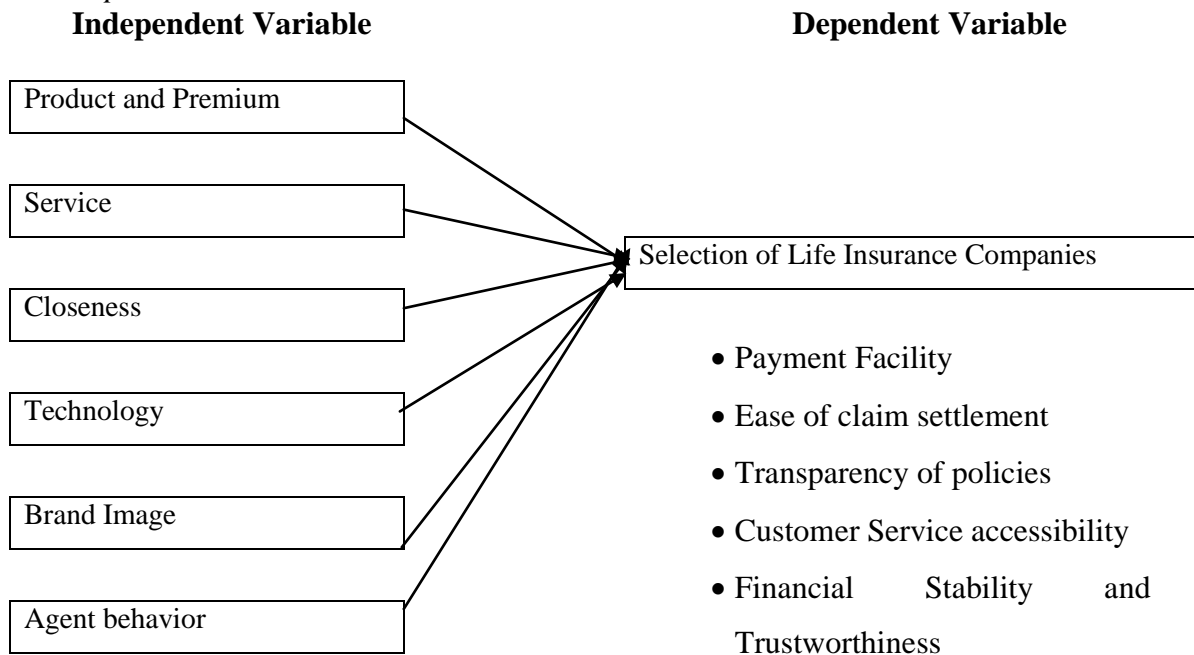 Independent Variable
Dependent Variable
Product and Premium
Service
Closeness
Technology
Brand Image
Agent behavior
Selection of Life Insurance Companies
• Payment Facility
• Ease of claim settlement
• Transparency of policies
• Customer Service accessibility
• Financial Stability and
Trustworthiness